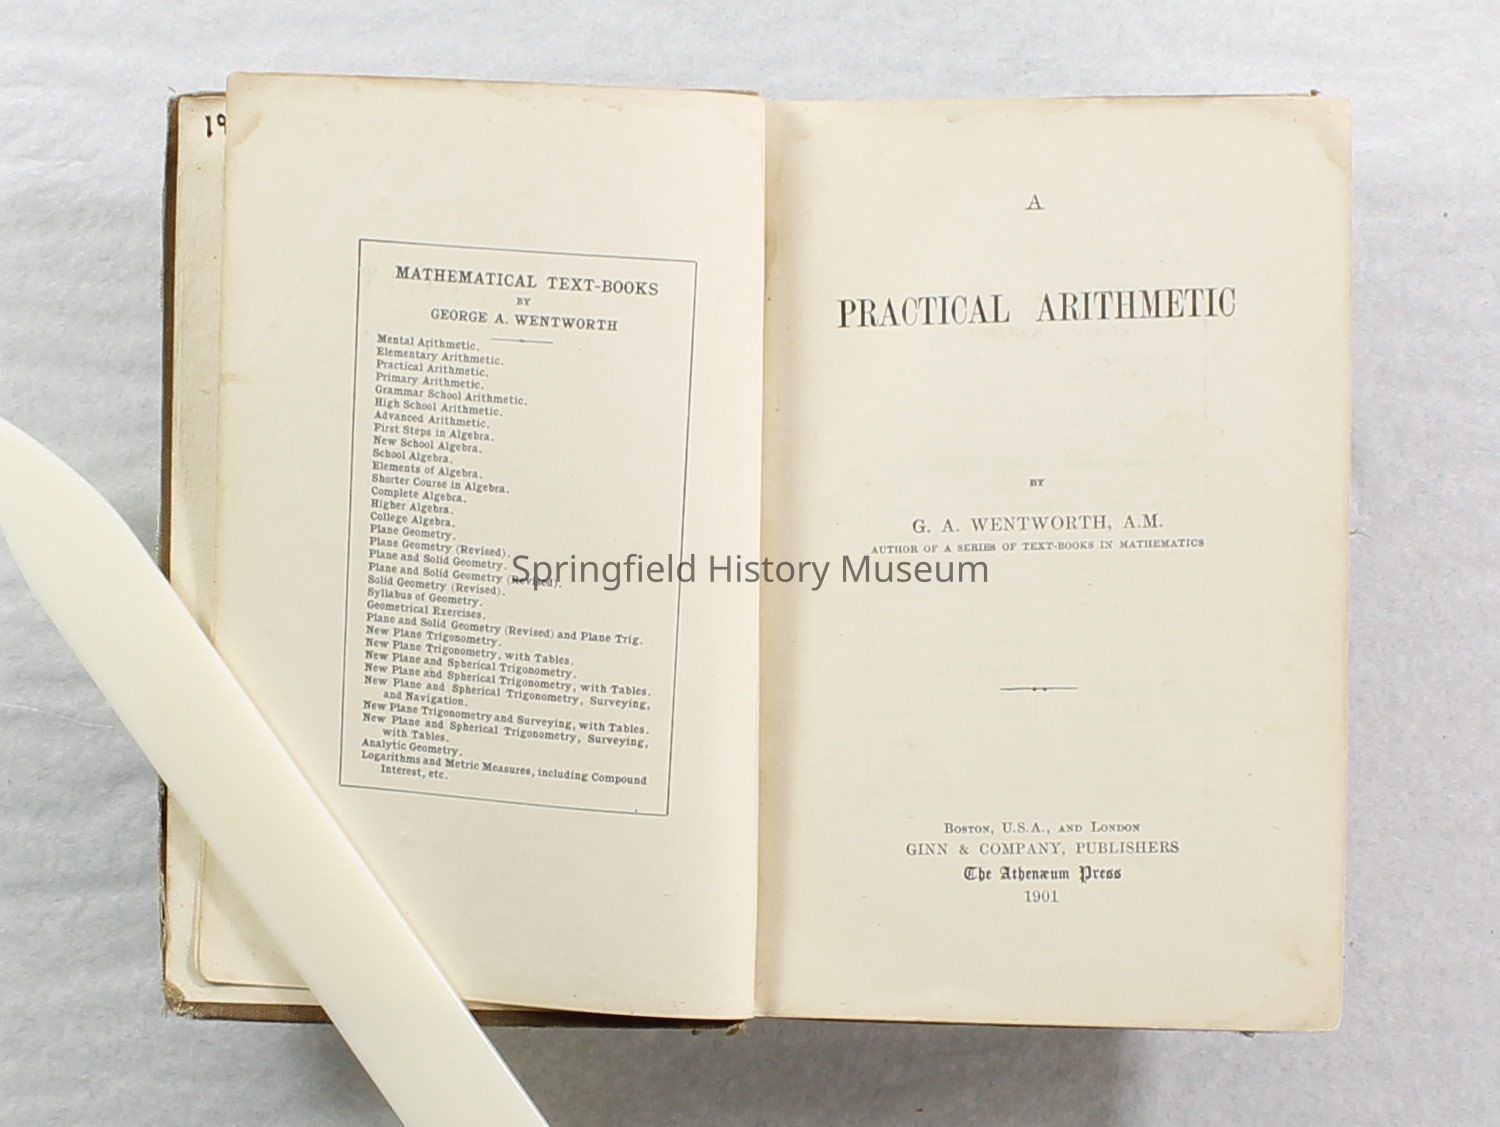 19
MATHEMATICAL TEXT-BOOKS
BY
GEORGE A. WENTWORTH
Mental Arithmetic.
Elementary Arithmetic.
Practical Arithmetic.
Primary Arithmetic.
Grammar School Arithmetic.
High School Arithmetic.
Advanced Arithmetic.
First Steps in Algebra.
New School Algebra.
School Algebra.
Elements of Algebra.
Shorter Course in Algebra.
Complete Algebra.
Higher Algebra.
College Algebra.
Plane Geometry.
Plane Geometry (Revised).
Plane and Solid Geometry.
Plane and Solid Geometry (Revised).
Solid Geometry (Revised).
Syllabus of Geometry.
Geometrical Exercises.
Plane and Solid Geometry (Revised) and Plane Trig.
New Plane Trigonometry.
New Plane Trigonometry, with Tables.
New Plane and Spherical Trigonometry.
New Plane and Spherical Trigonometry, with Tables.
New Plane and Spherical Trigonometry, Surveying,
and Navigation.
New Plane Trigonometry and Surveying, with Tables.
New Plane and Spherical Trigonometry, Surveying,
with Tables.
Analytic Geometry.
Logarithms and Metric Measures, including Compound
Interest, etc.
A
PRACTICAL ARITHMETIC
BY
G. A. WENTWORTH, A.M.
AUTHOR OF A SERIES OF TEXT-BOOKS IN MATHEMATICS
BOSTON, U.S.A., AND LONDON
GINN & COMPANY, PUBLISHERS
The Athenæum Press
1901
Springfield History Museum